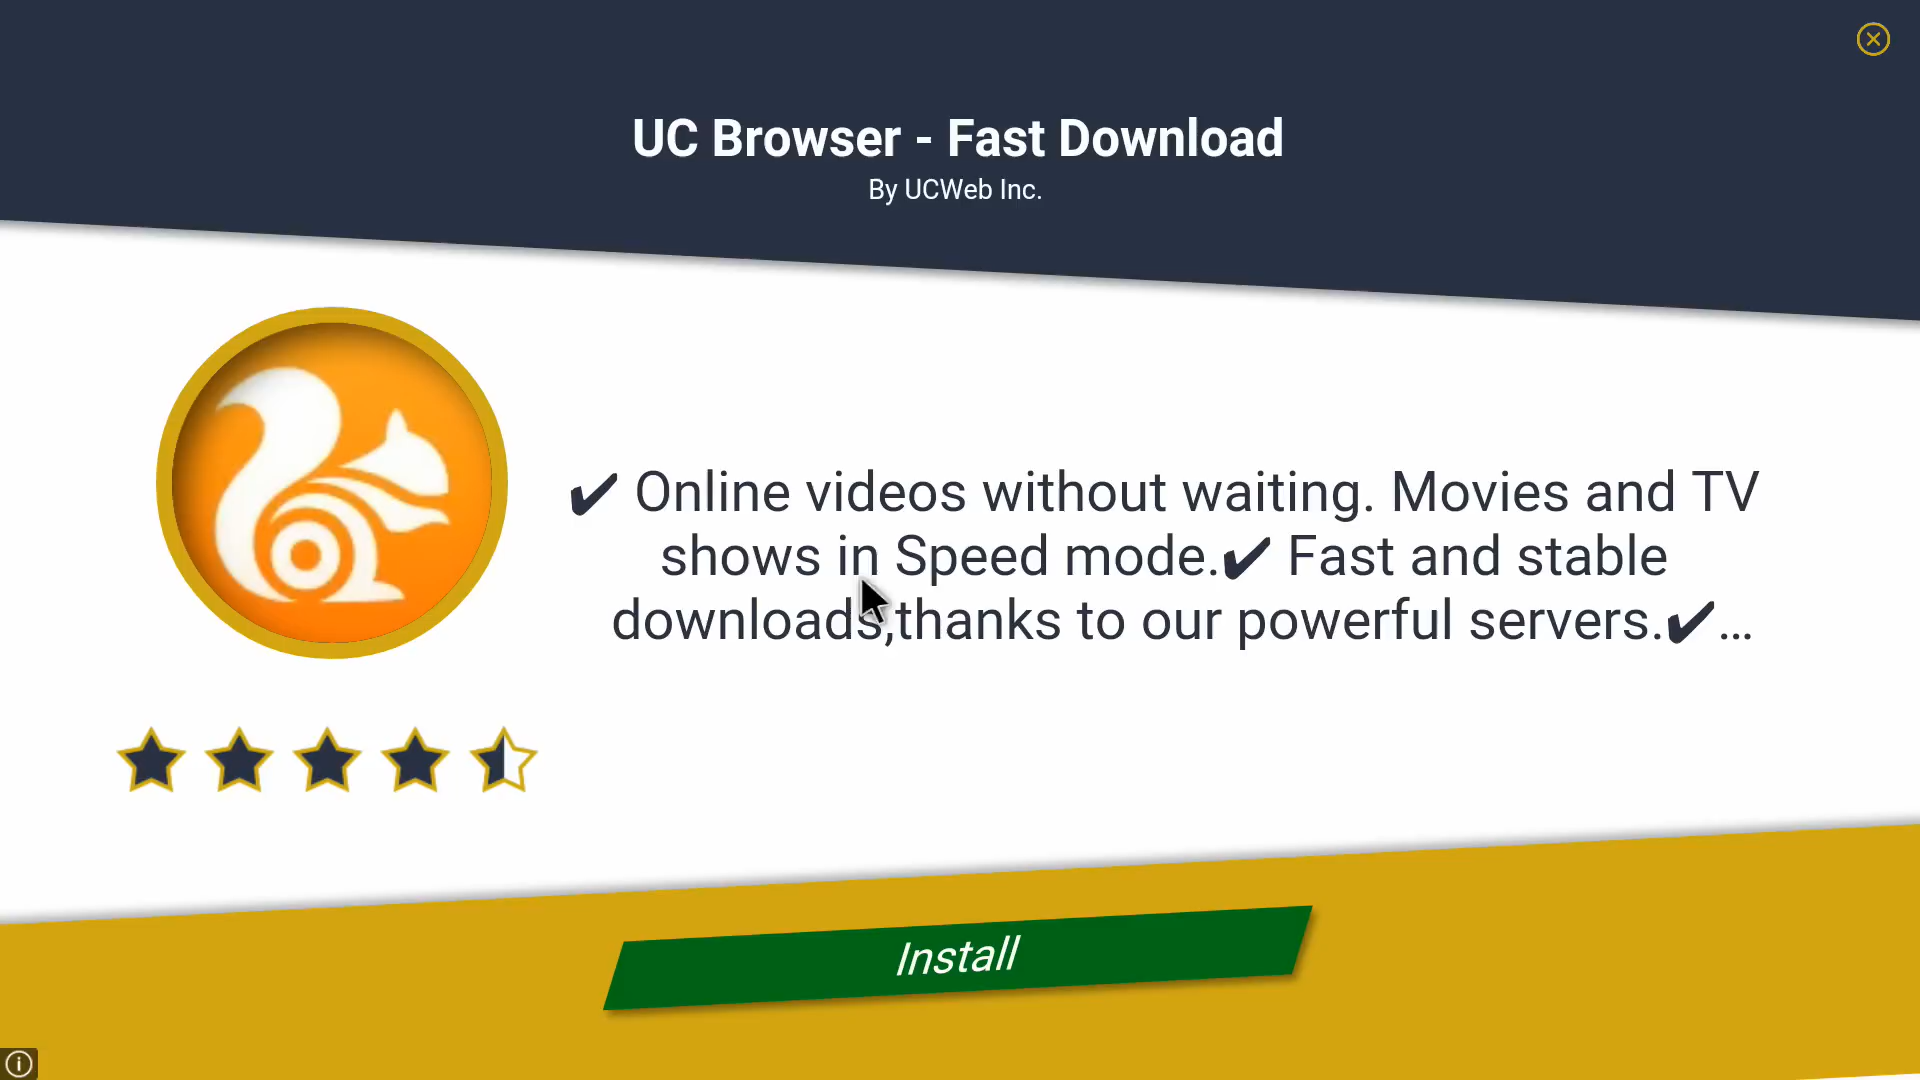 UC Browser - Fast Download
By UCWeb Inc.
✔ Online videos without waiting. Movies and TV
shows in Speed mode.✔ Fast and stable
downloads,thanks to our powerful servers.✔...
Install